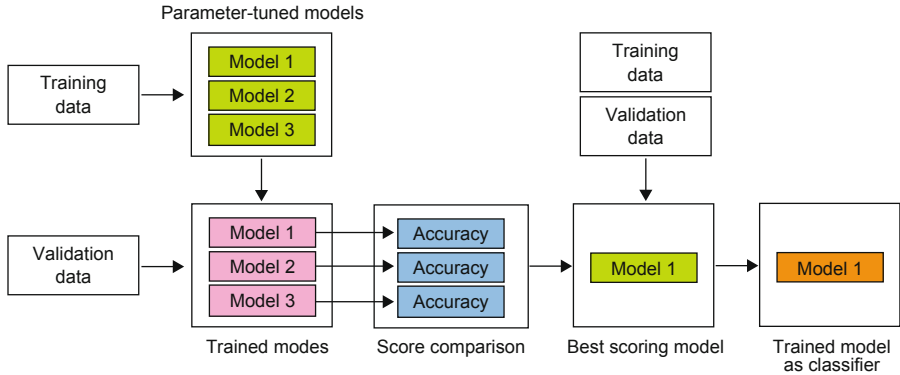 Parameter-tuned models
Training
data
Model 1
Model 2
Model 3
Training
data
Validation
data
Validation
data
Model 1
Model 2
Model 3
Accuracy
Accuracy
Accuracy
Model 1
Model 1
Trained modes
Score comparison
Best scoring model
Trained model
as classifier